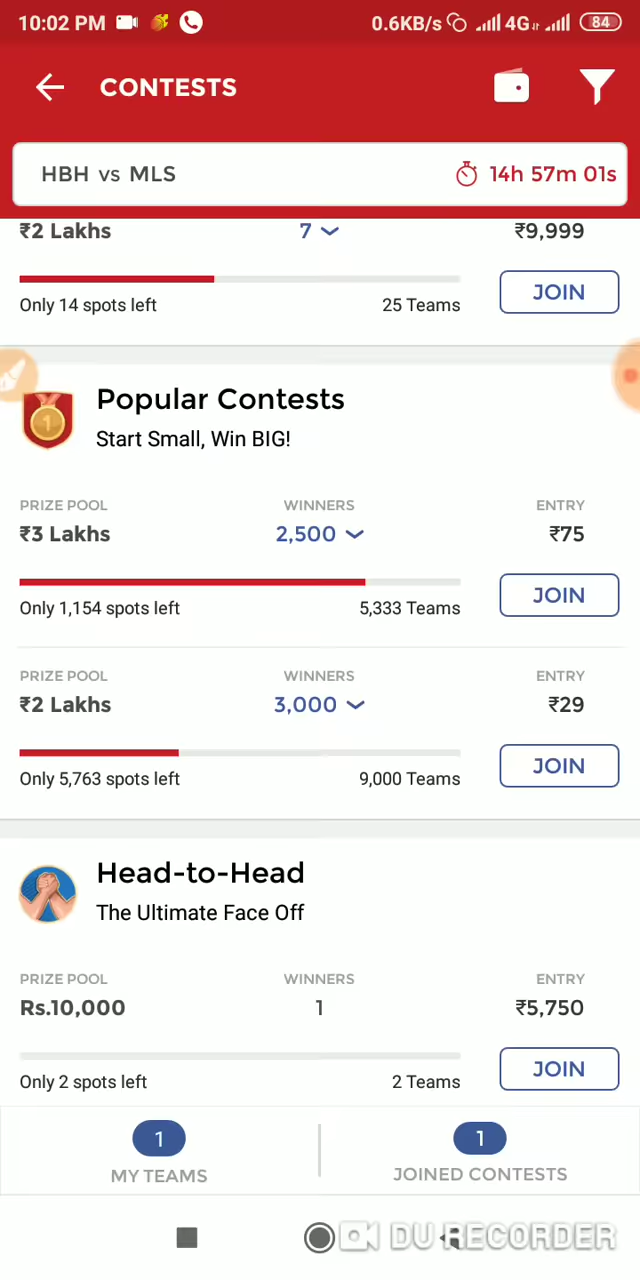 10:02 PM 0.6KB/s 4G 84
CONTESTS
HBH vs MLS 14h 57m 01s
₹2 Lakhs 7 ₹9,999
JOIN
Only 14 spots left 25 Teams
1
Popular Contests
Start Small, Win BIG!
PRIZE POOL WINNERS ENTRY
₹3 Lakhs 2,500 ₹75
JOIN
Only 1,154 spots left 5,333 Teams
PRIZE POOL WINNERS ENTRY
₹2 Lakhs 3,000 ₹29
JOIN
Only 5,763 spots left 9,000 Teams
Head-to-Head
The Ultimate Face Off
PRIZE POOL WINNERS ENTRY
Rs.10,000 1 ₹5,750
JOIN
Only 2 spots left 2 Teams
1 1
MY TEAMS JOINED CONTESTS
DU RECORDER